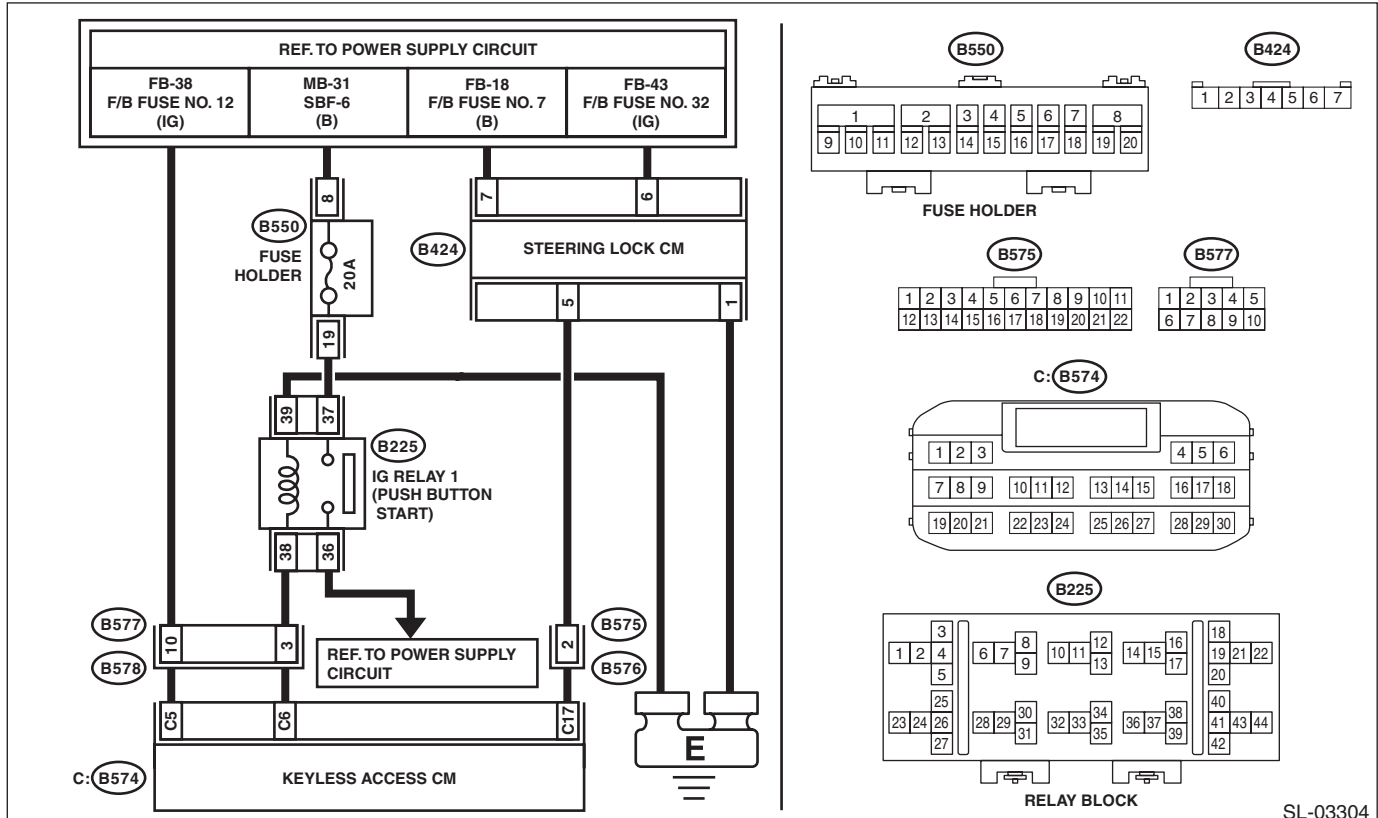 REF. TO POWER SUPPLY CIRCUIT
FB-38
F/B FUSE NO. 12
(IG)
MB-31
SBF-6
(B)
FB-18
F/B FUSE NO. 7
(B)
FB-43
F/B FUSE NO. 32
(IG)
8
7
6
B550
FUSE
HOLDER
20A
B424
STEERING LOCK CM
5
1
19
39
37
B225
IG RELAY 1
(PUSH BUTTON
START)
38
36
B577
10
3
B578
REF. TO POWER SUPPLY
CIRCUIT
B575
2
B576
C5
C6
C17
E
C: B574
KEYLESS ACCESS CM
B550
1 2 3 4 5 6 7 8
9 10 11 12 13 14 15 16 17 18 19 20
FUSE HOLDER
B424
1 2 3 4 5 6 7
B575
1 2 3 4 5 6 7 8 9 10 11
12 13 14 15 16 17 18 19 20 21 22
B577
1 2 3 4 5
6 7 8 9 10
C: B574
1 2 3 4 5 6
7 8 9 10 11 12 13 14 15 16 17 18
19 20 21 22 23 24 25 26 27 28 29 30
B225
3 8 12 16 18
1 2 4 6 7 10 11 14 15 19 21 22
9 13 17
5 20
25 30 34 38 40
23 24 26 28 29 32 33 36 37 41 43 44
31 35 39
27 42
RELAY BLOCK
SL-03304